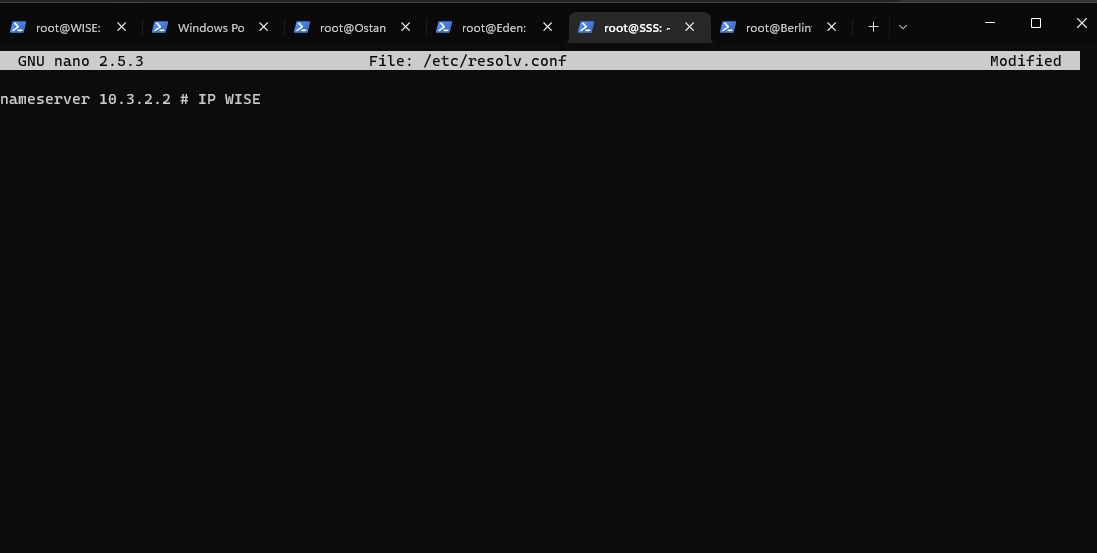 root@WISE: Windows Po root@Ostan root@Eden: root@SSS: ~ root@Berlin
GNU nano 2.5.3 File: /etc/resolv.conf Modified
nameserver 10.3.2.2 # IP WISE